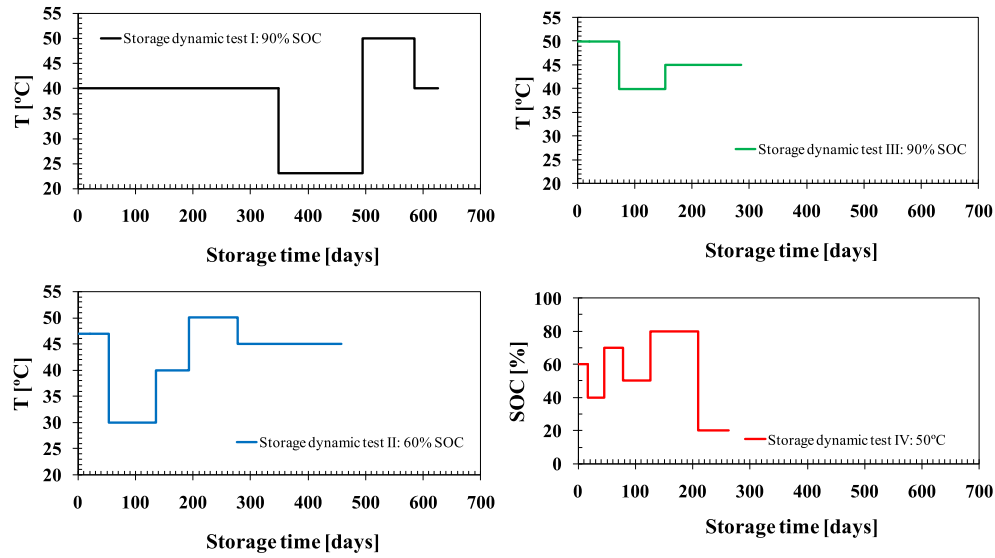 55
50
45
40
35
30
25
20
T [ºC]
Storage dynamic test I: 90% SOC
0 100 200 300 400 500 600 700
Storage time [days]
55
50
45
40
35
30
25
20
T [ºC]
Storage dynamic test III: 90% SOC
0 100 200 300 400 500 600 700
Storage time [days]
55
50
45
40
35
30
25
20
T [ºC]
Storage dynamic test II: 60% SOC
0 100 200 300 400 500 600 700
Storage time [days]
100
80
60
40
20
0
SOC [%]
Storage dynamic test IV: 50ºC
0 100 200 300 400 500 600 700
Storage time [days]